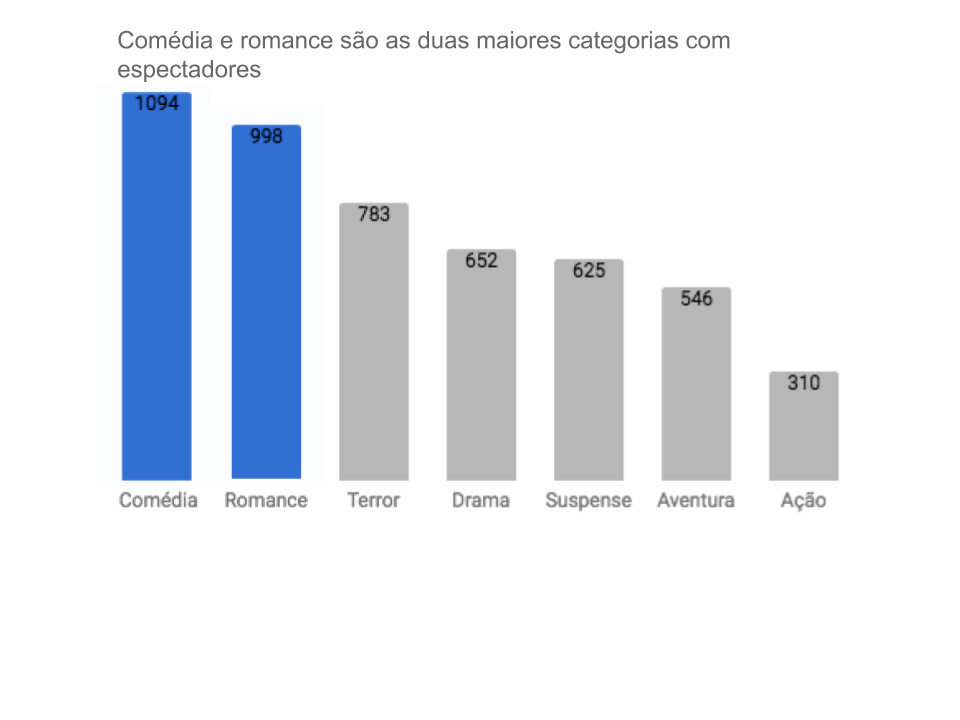 Comédia e romance são as duas maiores categorias com
espectadores
1094
998
783
652
625
546
310
Comédia Romance Terror Drama Suspense Aventura Ação